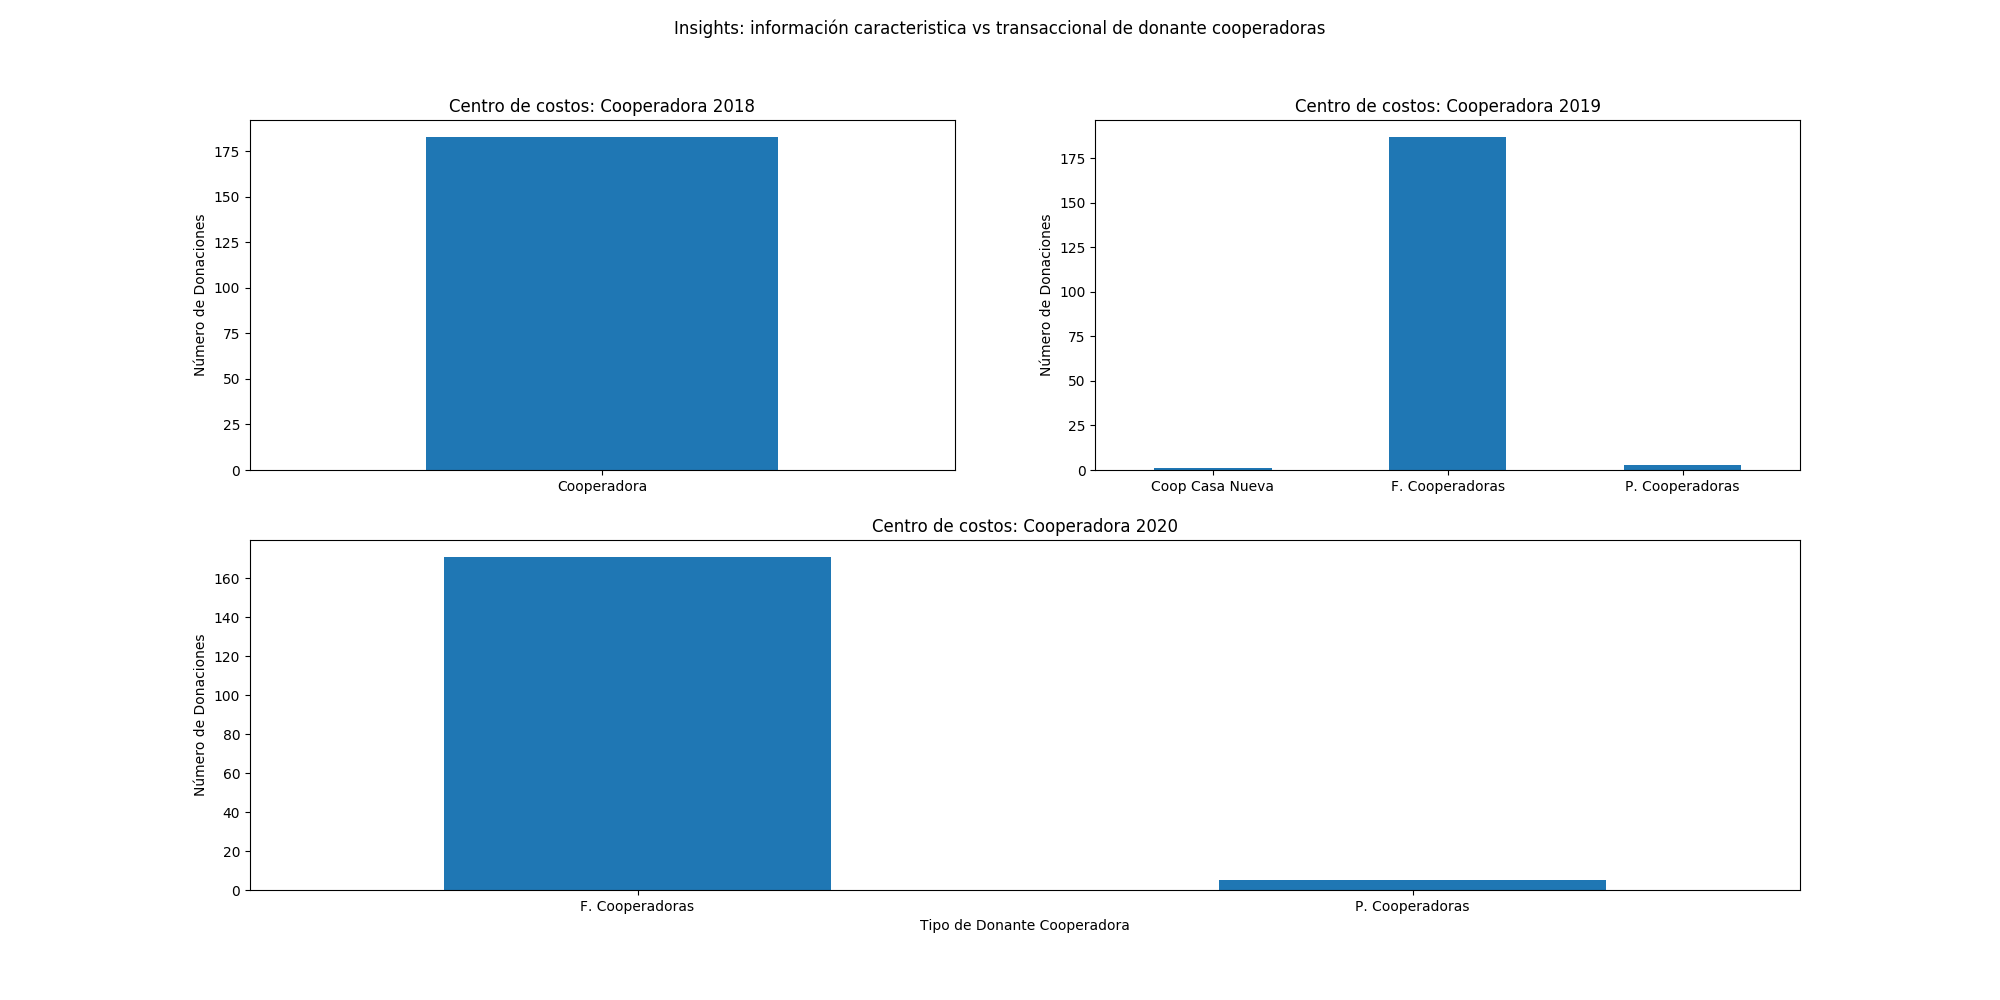 Insights: información caracteristica vs transaccional de donante cooperadoras
Centro de costos: Cooperadora 2018
Número de Donaciones
175
150
125
100
75
50
25
0
Cooperadora
Centro de costos: Cooperadora 2019
Número de Donaciones
175
150
125
100
75
50
25
0
Coop Casa Nueva
F. Cooperadoras
P. Cooperadoras
Centro de costos: Cooperadora 2020
Número de Donaciones
160
140
120
100
80
60
40
20
0
F. Cooperadoras
P. Cooperadoras
Tipo de Donante Cooperadora